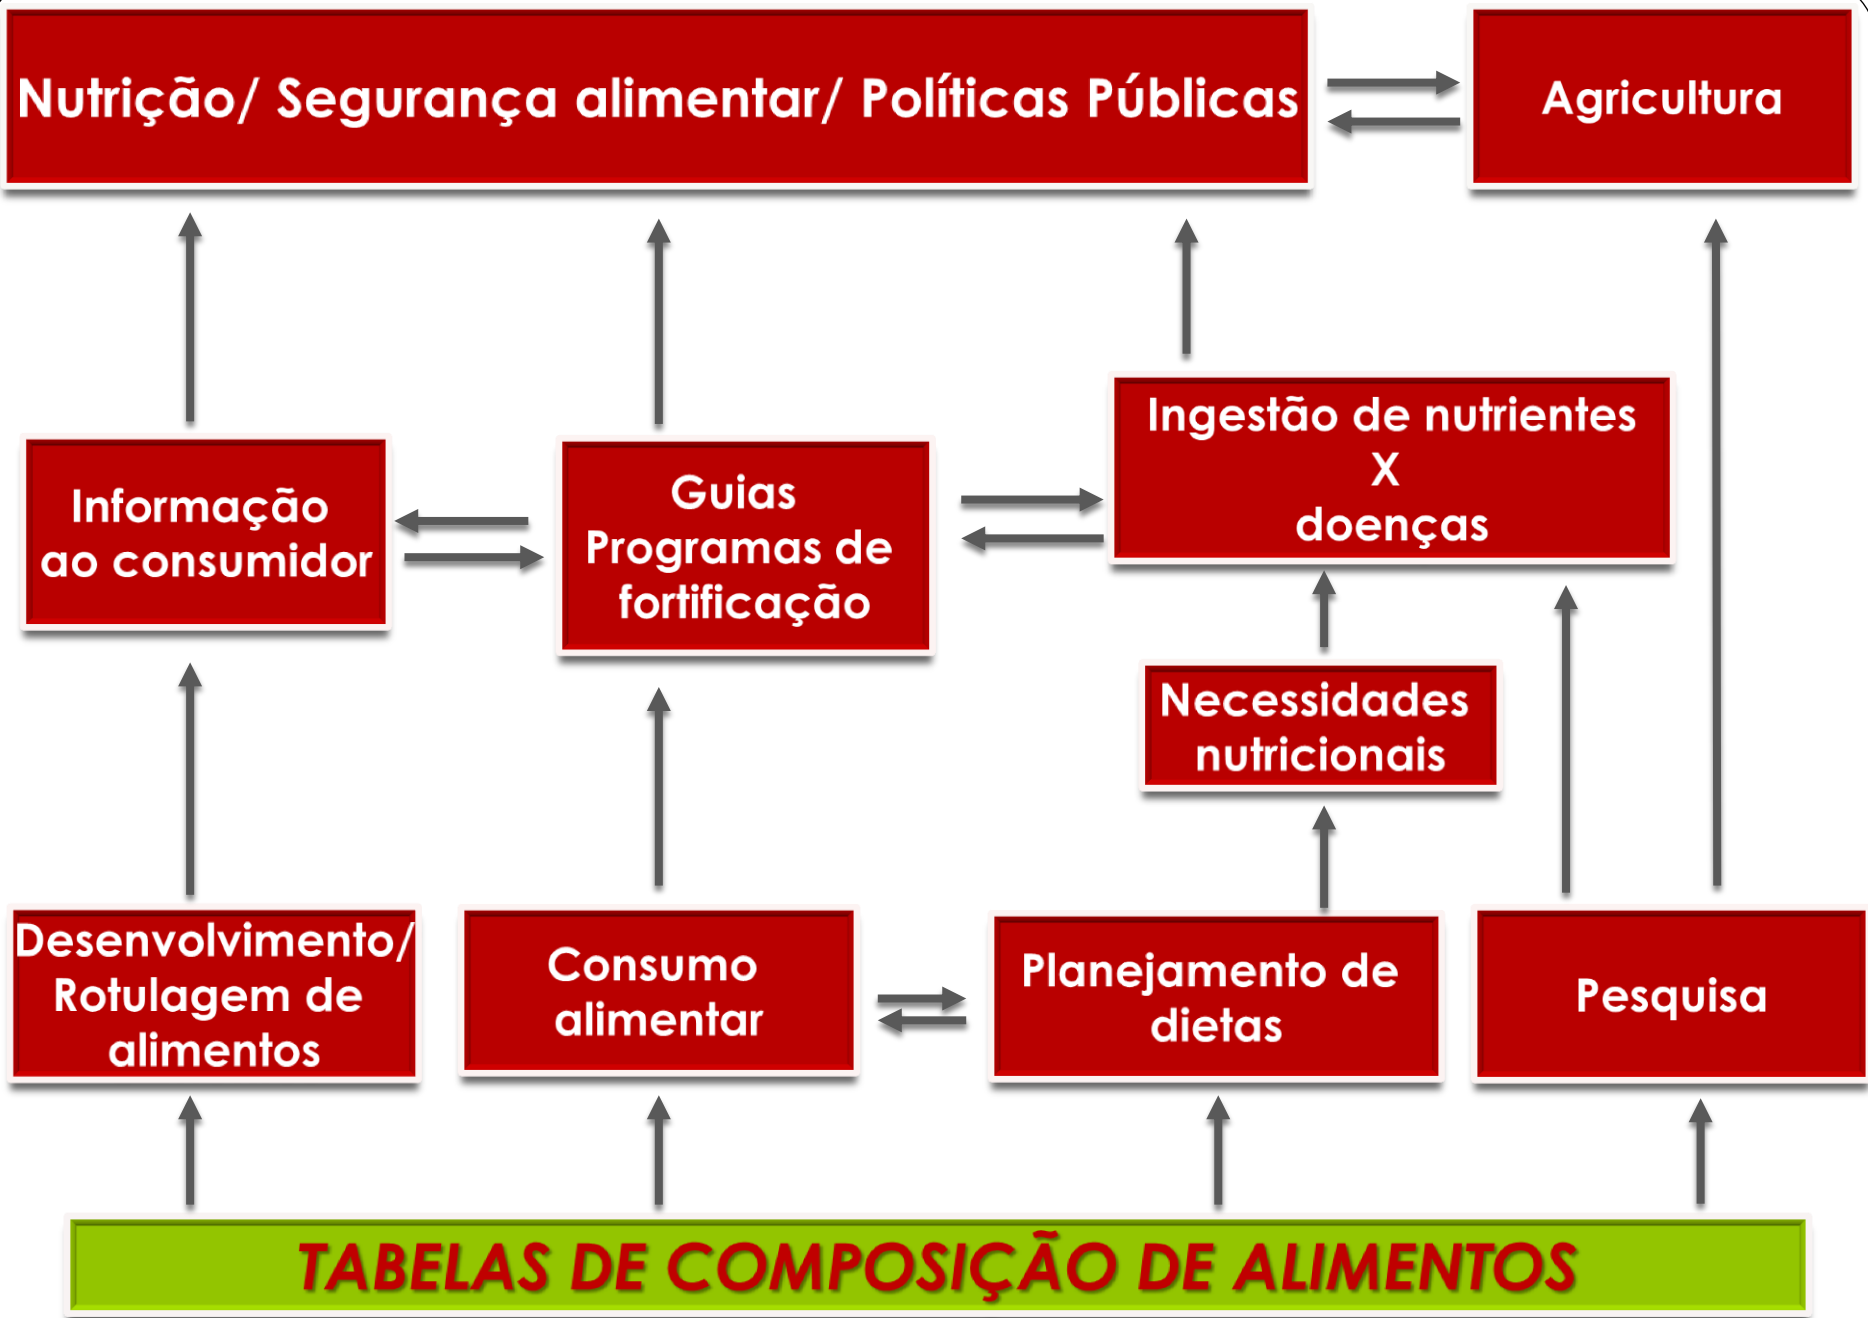 Nutrição/ Segurança alimentar/ Políticas Públicas
Agricultura
Ingestão de nutrientes
X
doenças
Informação
ao consumidor
Guias
Programas de
fortificação
Necessidades
nutricionais
Desenvolvimento/
Rotulagem de
alimentos
Consumo
alimentar
Planejamento de
dietas
Pesquisa
TABELAS DE COMPOSIÇÃO DE ALIMENTOS